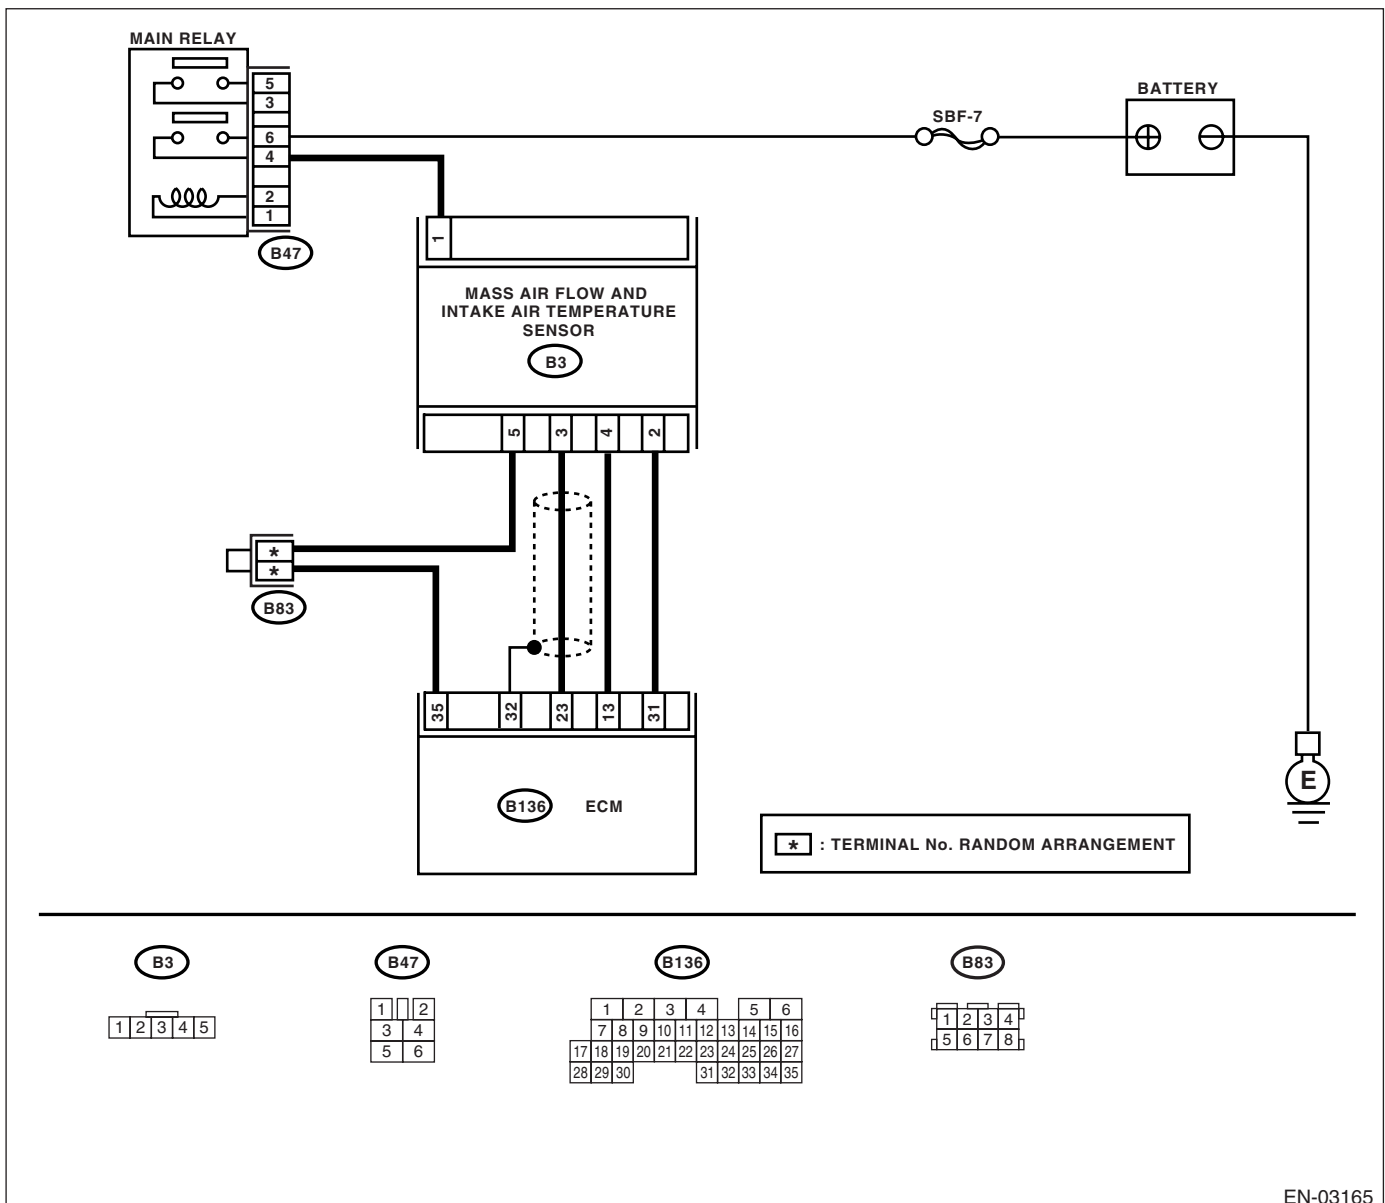 MAIN RELAY
5
3
6
4
2
1
B47
SBF-7
BATTERY
1
MASS AIR FLOW AND
INTAKE AIR TEMPERATURE
SENSOR
B3
5 3 4 2
*
*
B83
35 32 23 13 31
B136 ECM
E
* : TERMINAL No. RANDOM ARRANGEMENT
B3 B47 B136 B83
1 2 3 4 5
1 2
3 4
5 6
1 2 3 4 5 6
7 8 9 10 11 12 13 14 15 16
17 18 19 20 21 22 23 24 25 26 27
28 29 30 31 32 33 34 35
1 2 3 4
5 6 7 8
EN-03165